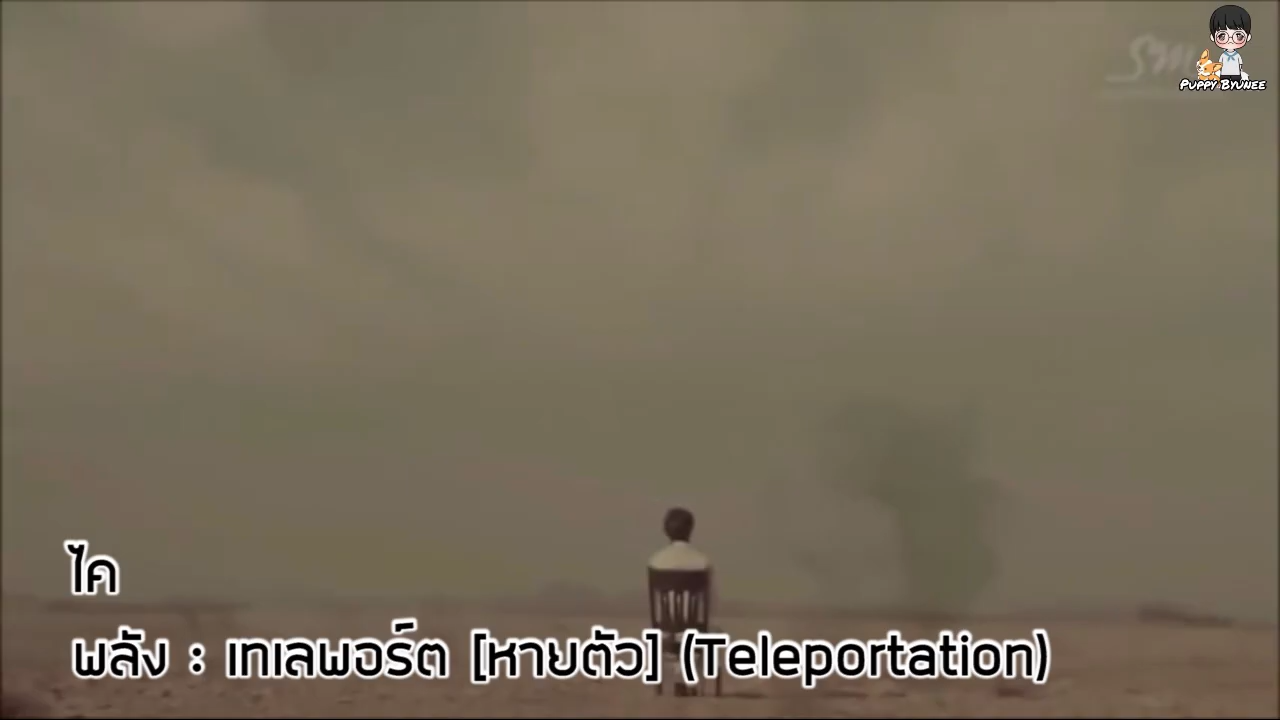 SM
PUPPY BYUNEE
ไค
พลัง : เทเลพอร์ต [หายตัว] (Teleportation)